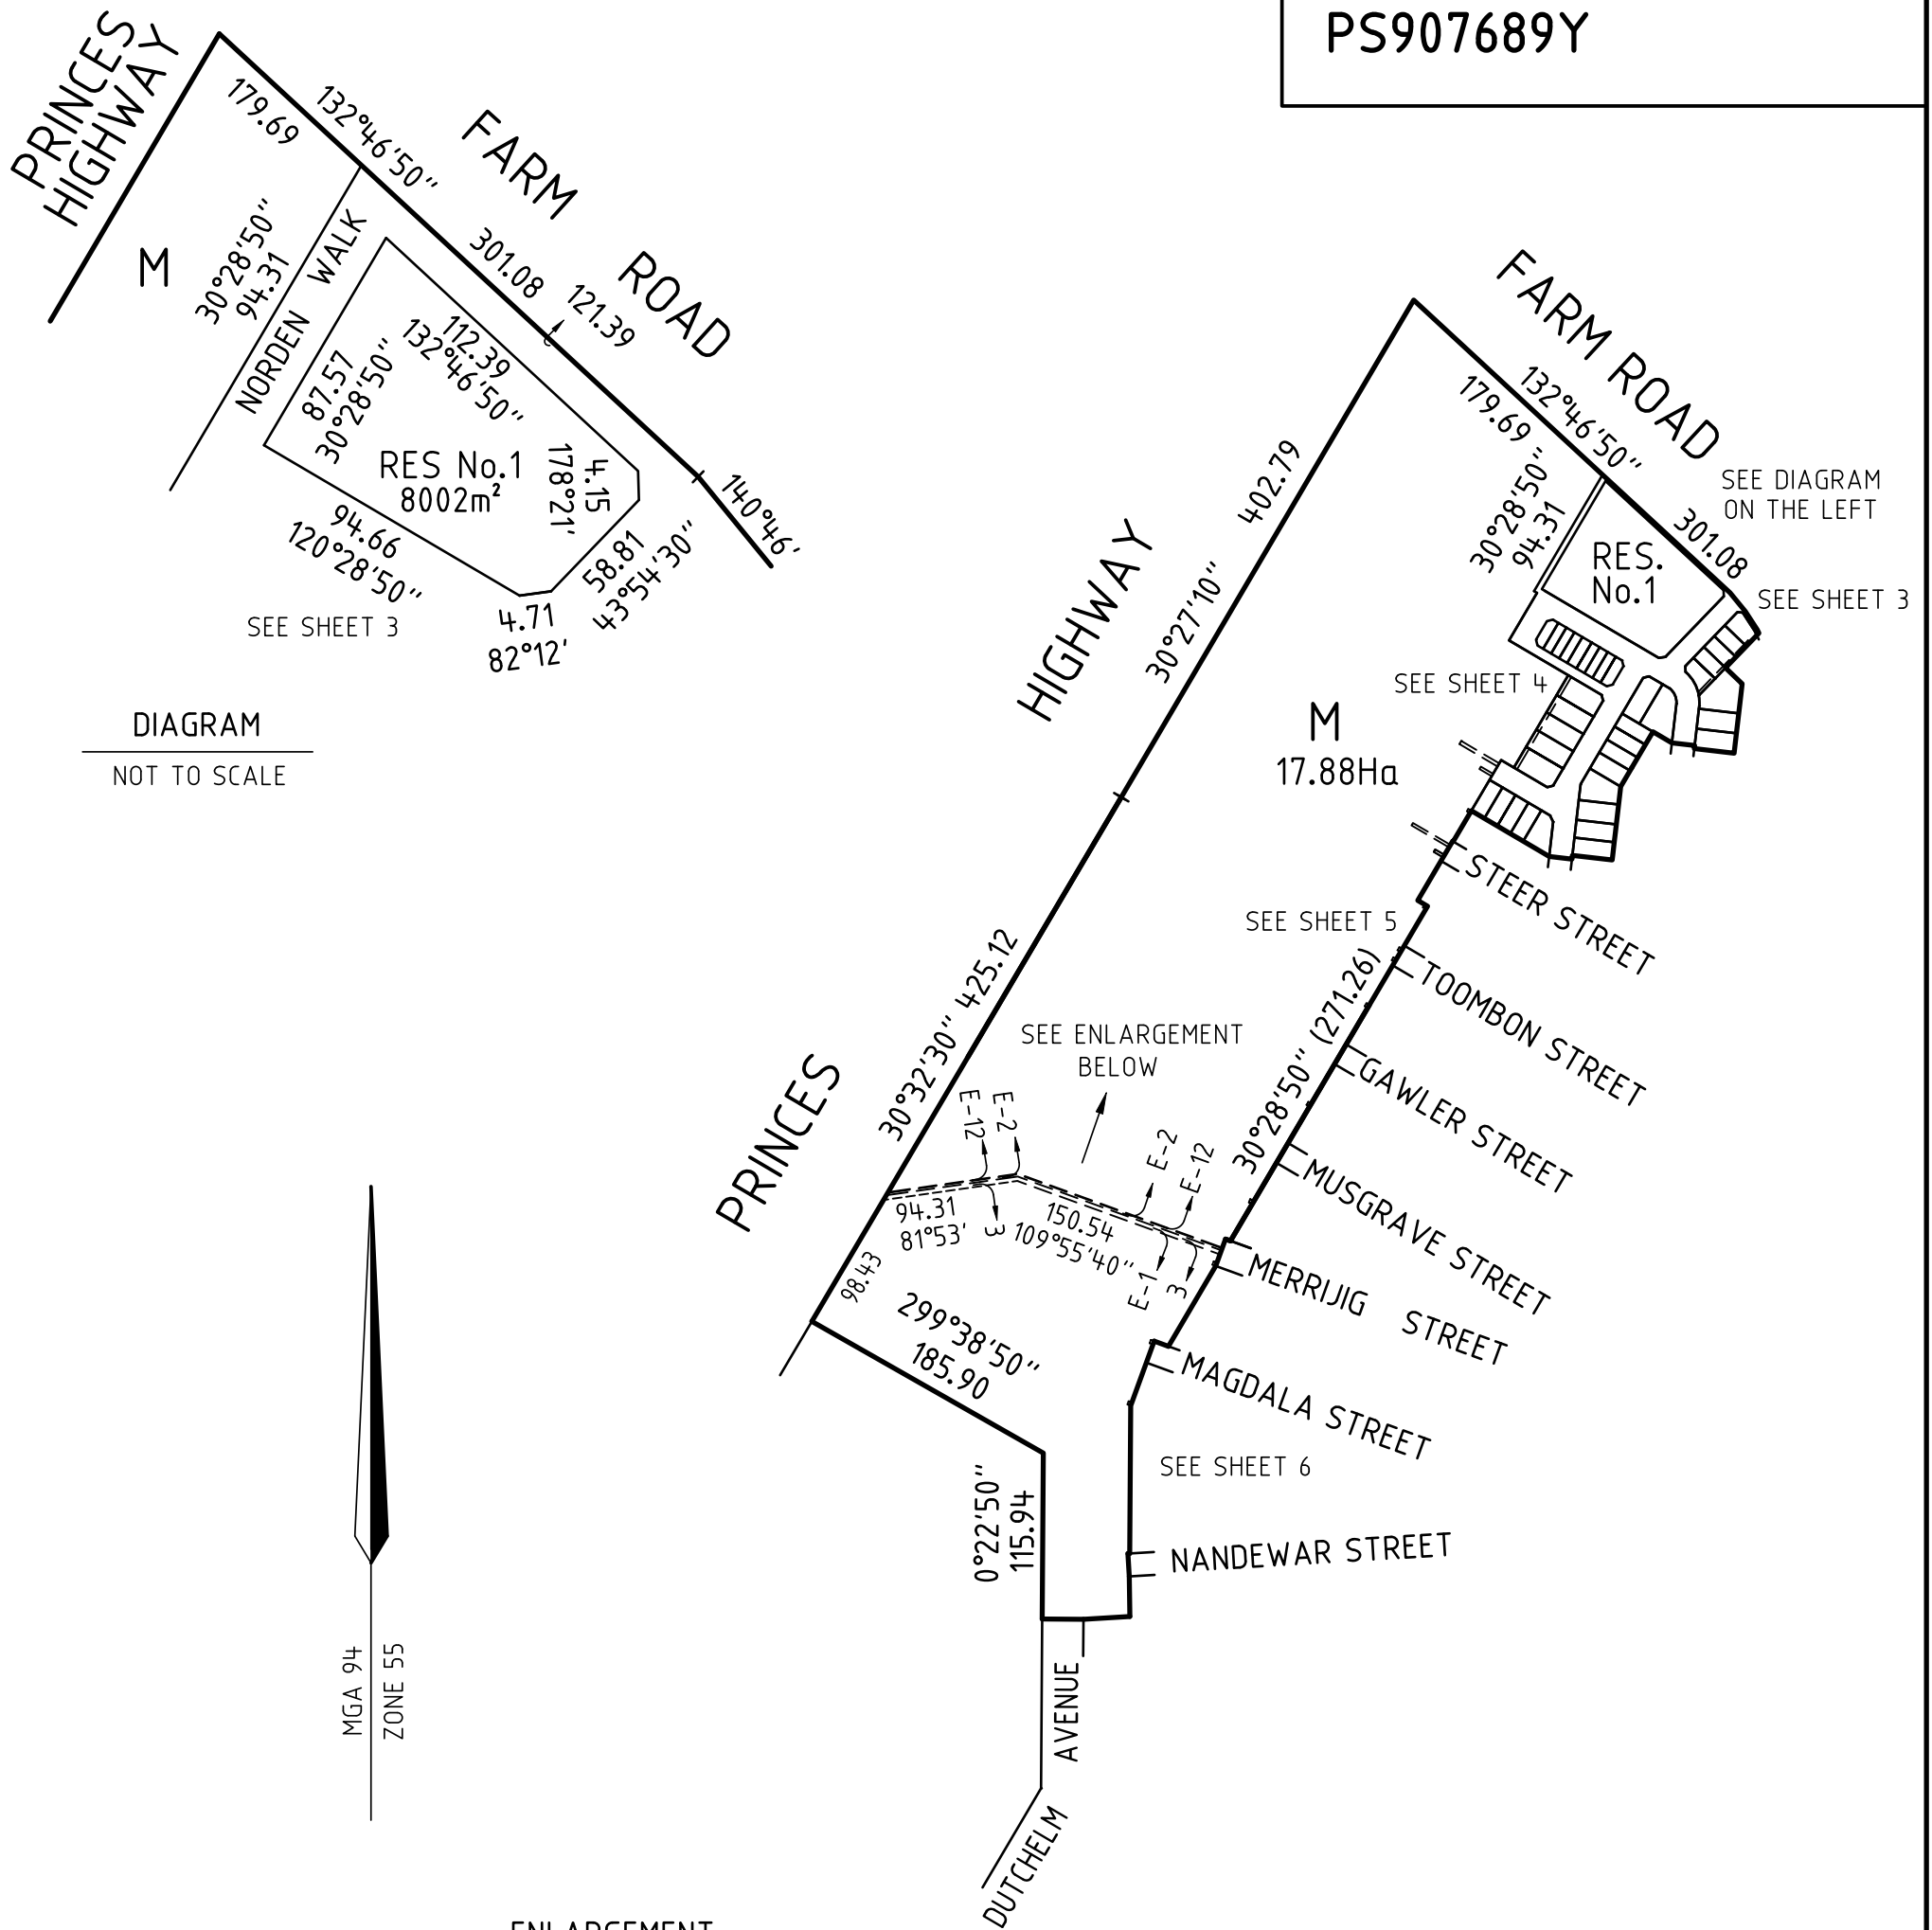 PS907689Y
PRINCES
HIGHWAY
179.69
132°46'50"
FARM
ROAD
M
30°28'50"
94.31
NORDEN WALK
301.08
121.39
112.39
132°46'50"
87.57
30°28'50"
RES No.1
8002m²
4.15
178°21'
140°46'
94.66
120°28'50"
58.81
43°54'30"
4.71
82°12'
SEE SHEET 3
DIAGRAM
NOT TO SCALE
FARM ROAD
132°46'50"
179.69
402.79
30°28'50"
94.31
301.08
SEE DIAGRAM
ON THE LEFT
RES.
No.1
SEE SHEET 3
HIGHWAY
30°27'10"
SEE SHEET 4
M
17.88Ha
STEER STREET
SEE SHEET 5
TOOMBON STREET
30°32'30" 425.12
30°28'50" (271.26)
GAWLER STREET
SEE ENLARGEMENT
BELOW
PRINCES
E-12
E-2
E-2
E-12
MUSGRAVE STREET
94.31
81°53'
3
150.54
109°55'40"
E-1
3
MERRIJIG STREET
98.43
299°38'50"
185.90
MAGDALA STREET
SEE SHEET 6
0°22'50"
115.94
NANDEWAR STREET
MGA 94
ZONE 55
AVENUE
DUTCHELM
ENLARGEMENT